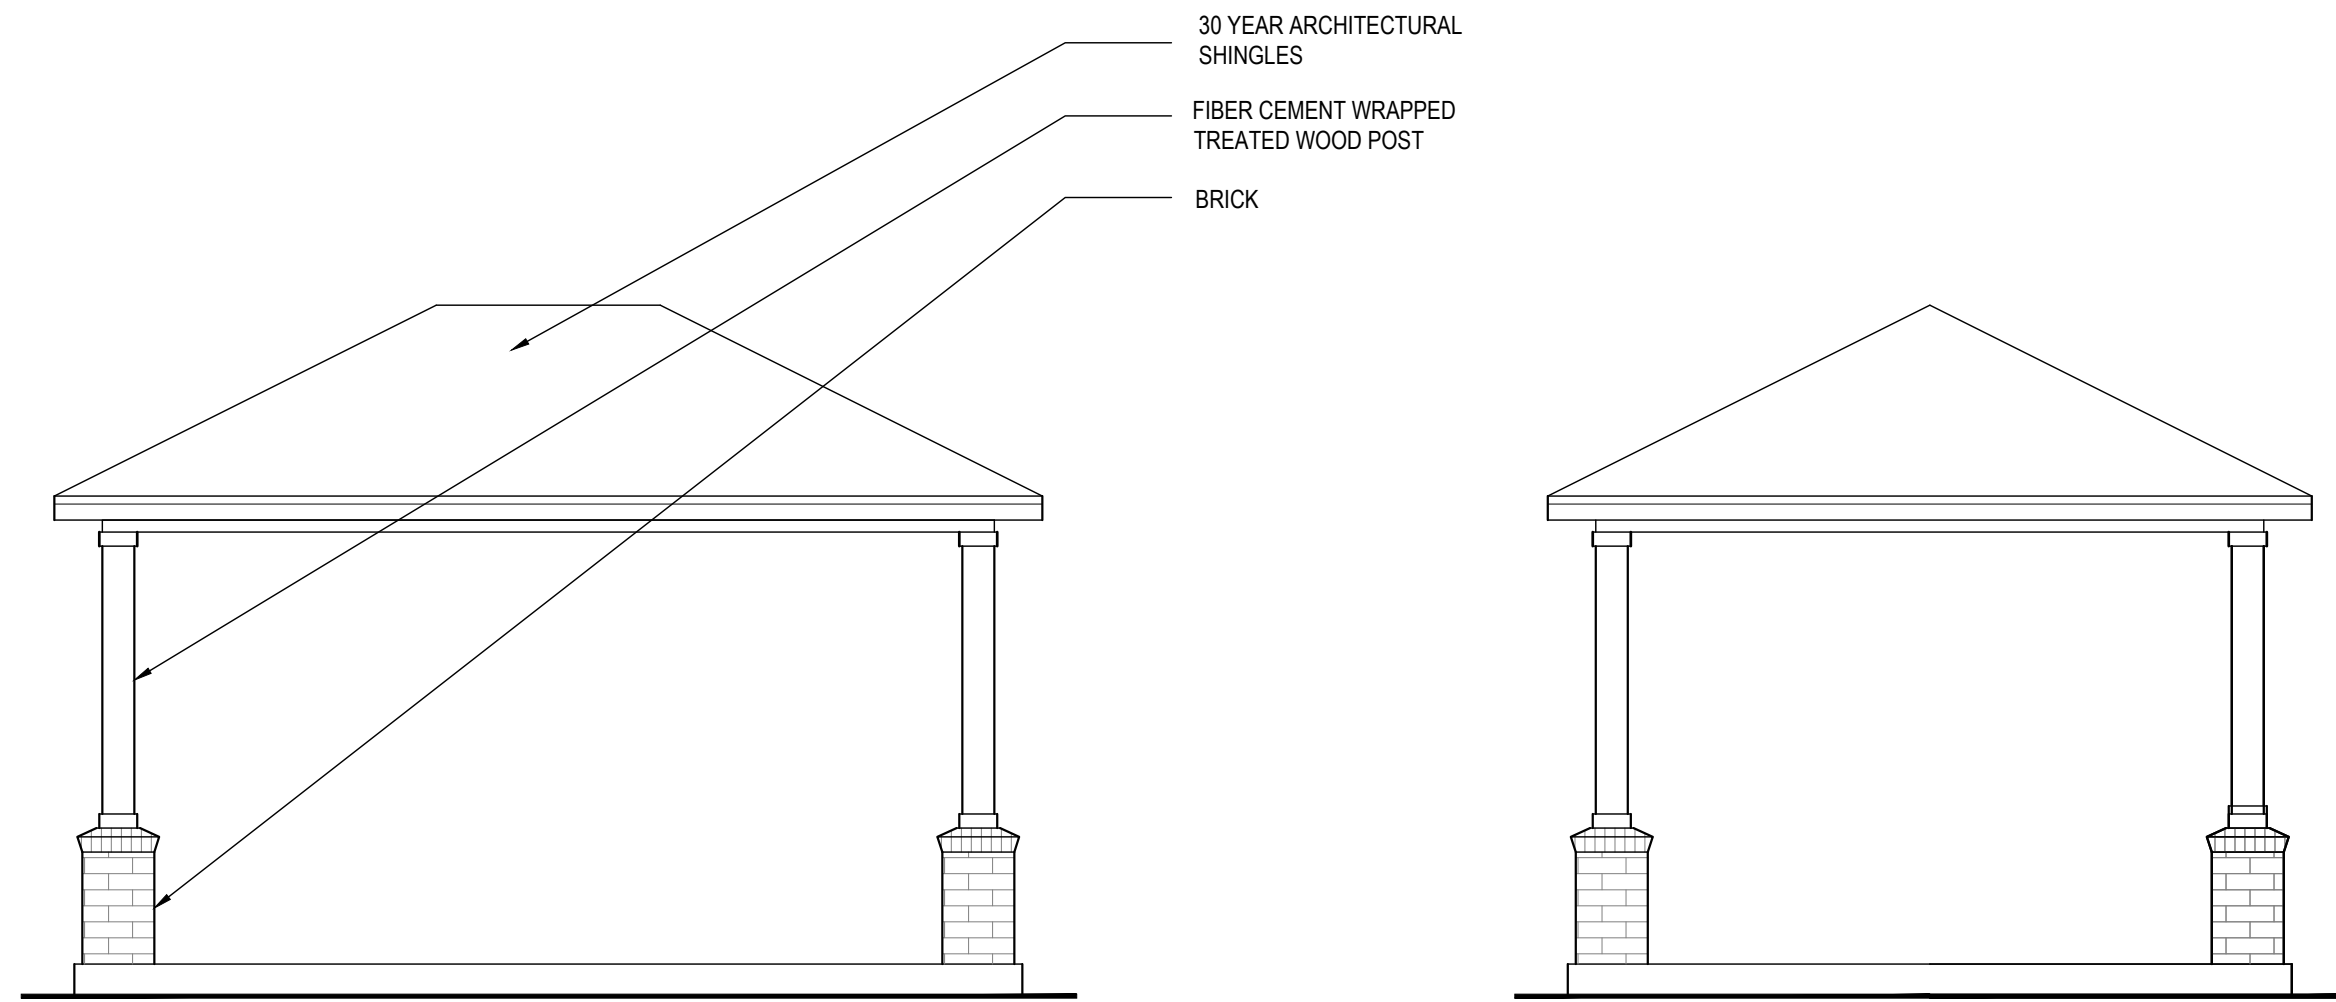 30 YEAR ARCHITECTURAL
SHINGLES
FIBER CEMENT WRAPPED
TREATED WOOD POST
BRICK